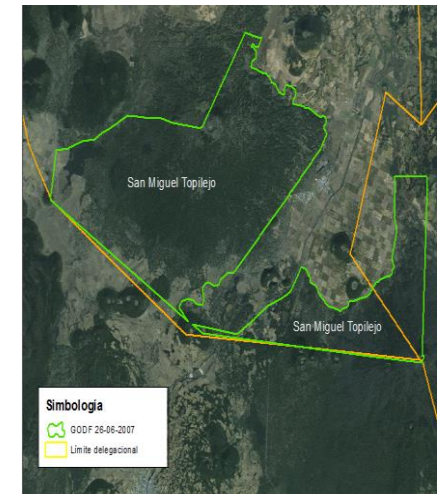 San Miguel Topilejo
San Miguel Topilejo
Simbología
GODF 26-06-2007
Límite delegacional